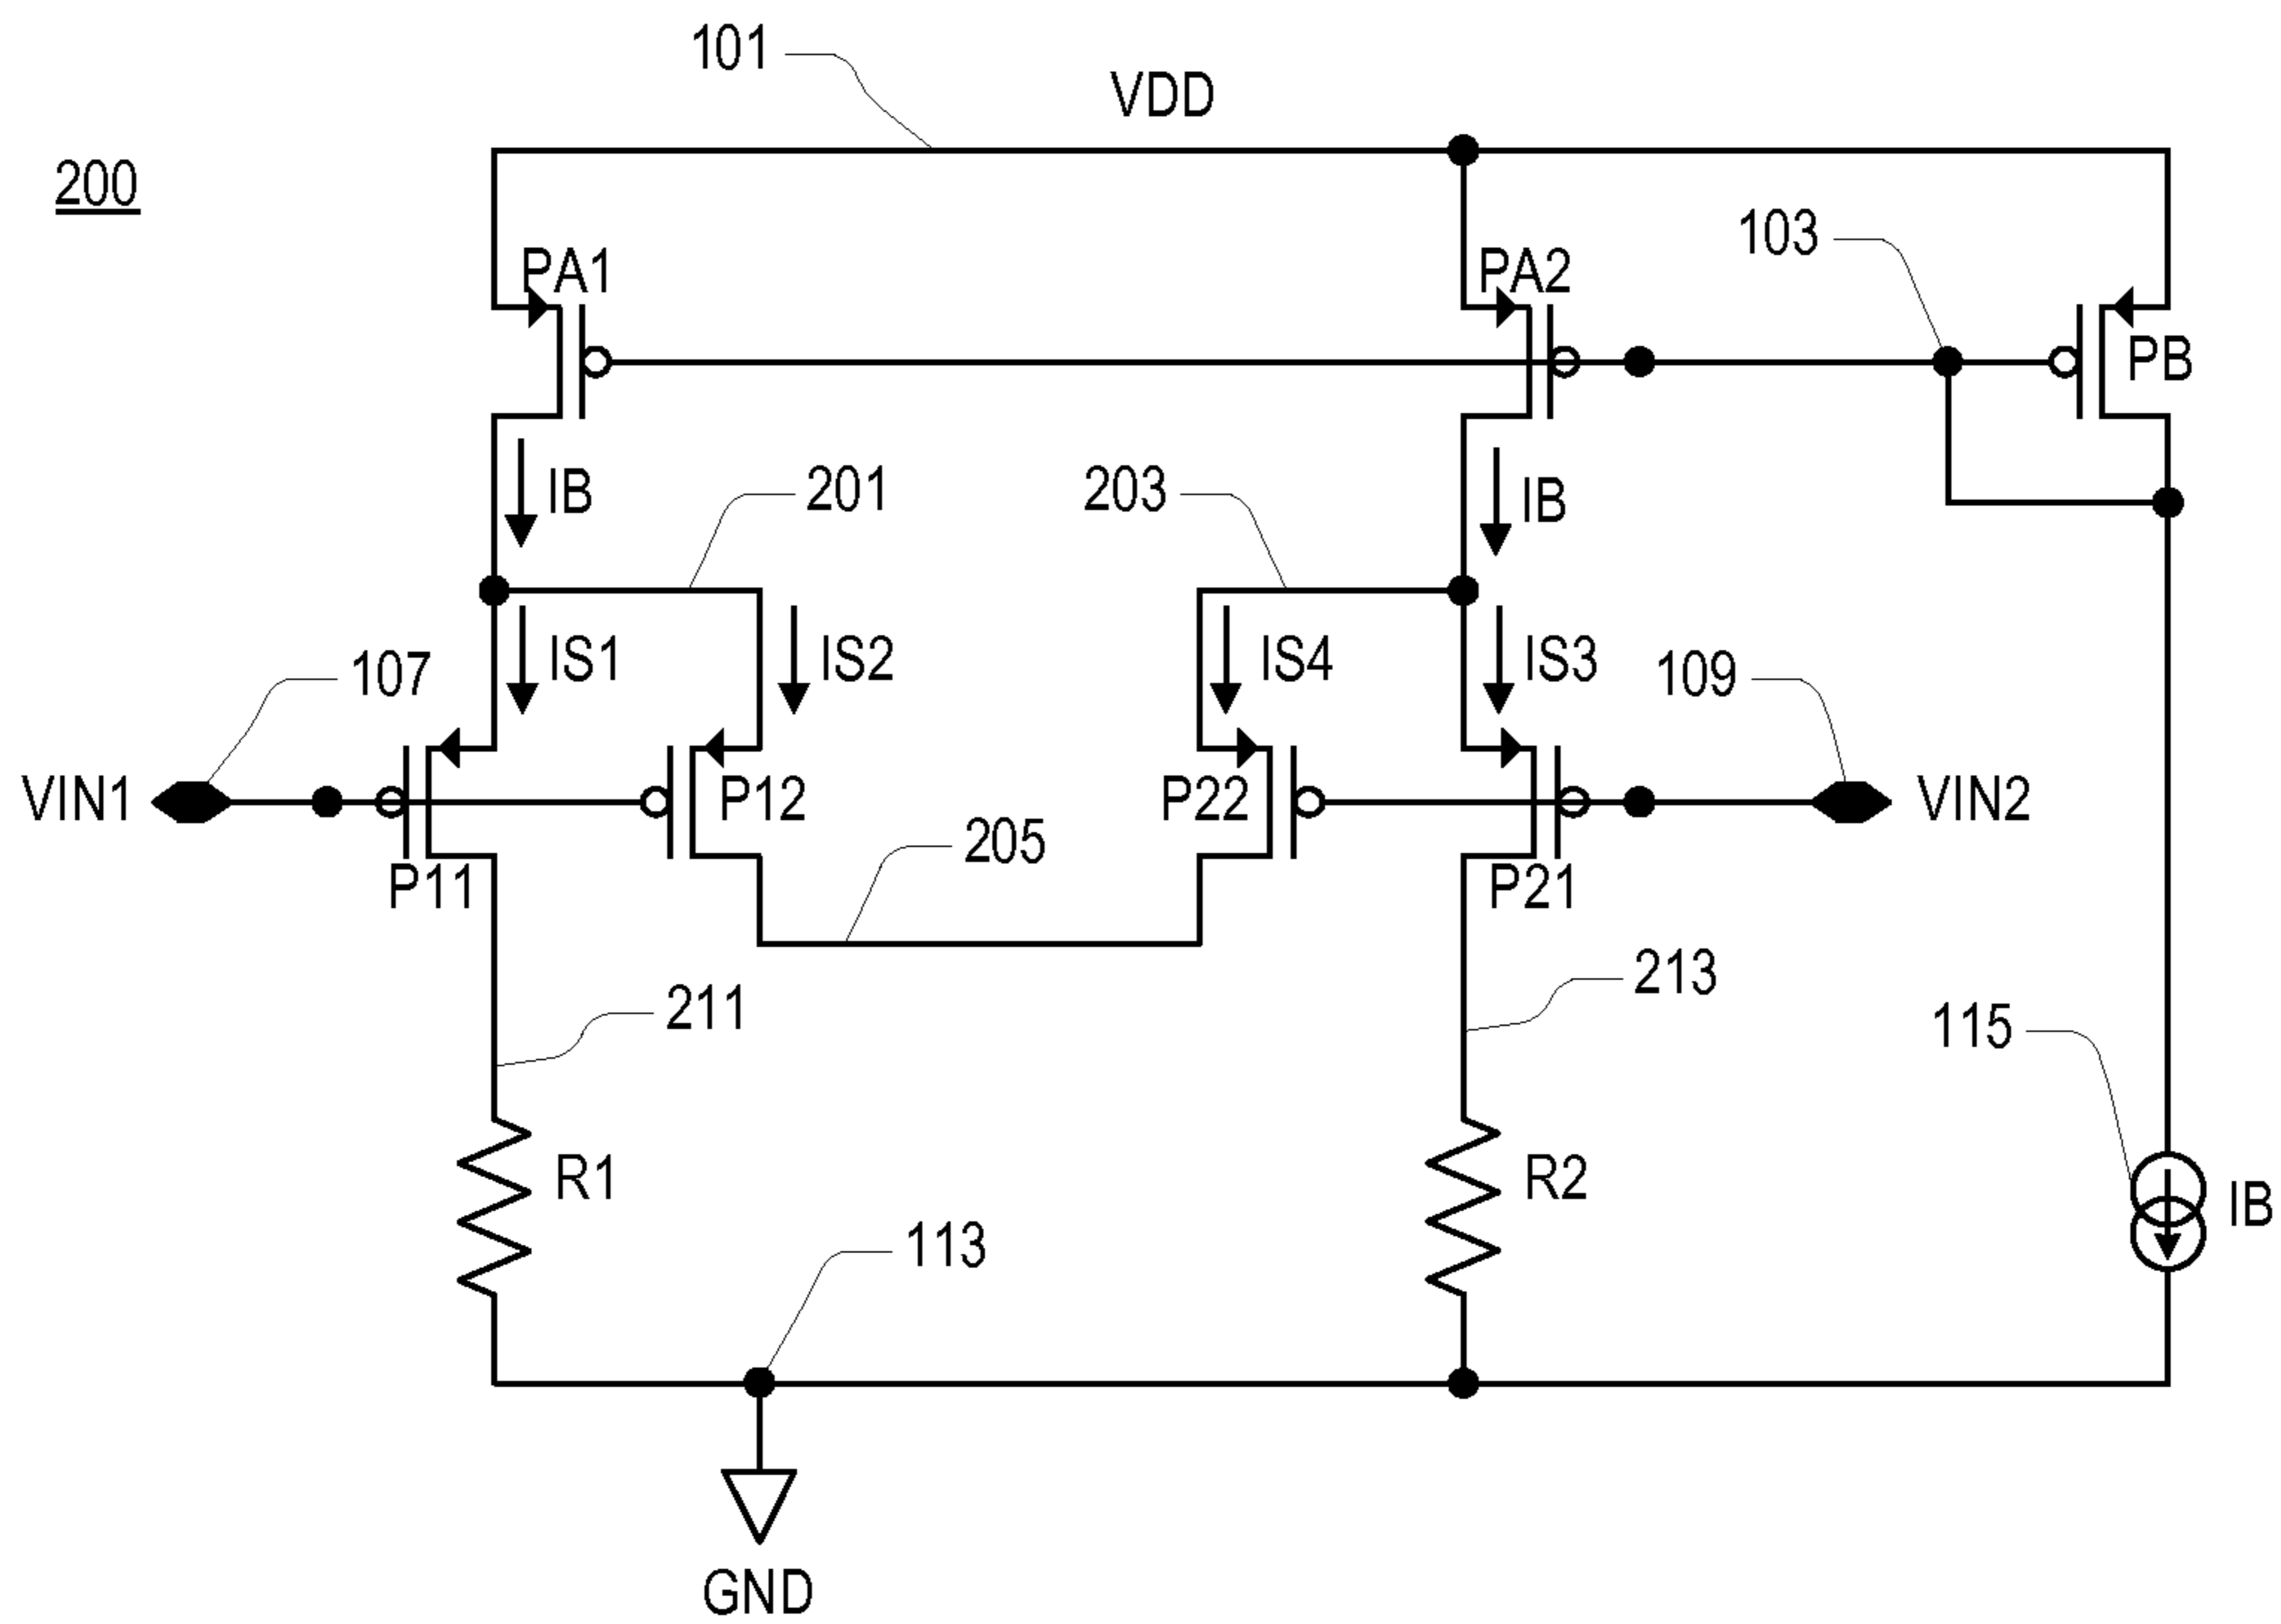 101
VDD
200
PA1
PA2
103
PB
IB
201
203
IB
107
IS1
IS2
IS4
IS3
109
VIN1
P12
P22
VIN2
P11
205
P21
211
213
115
R1
R2
IB
113
GND